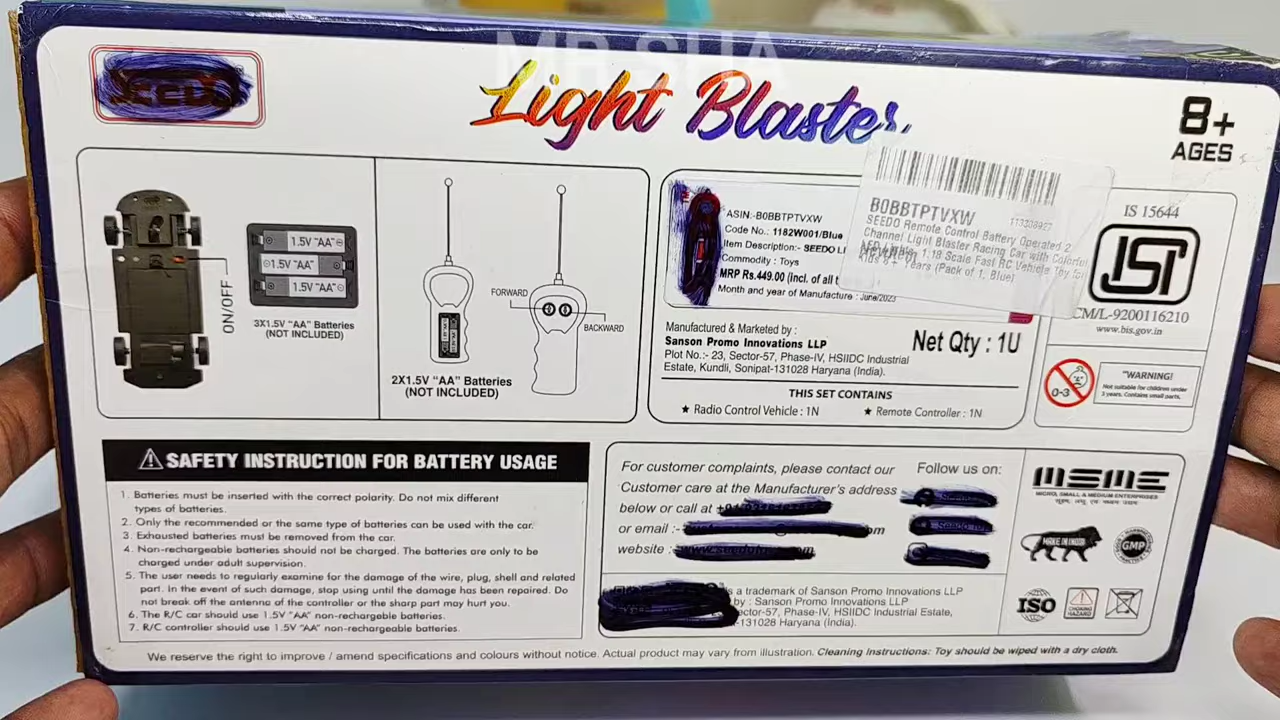 MR SHA
SEEDO
Light Blaster
8+
AGES
ON/OFF
1.5V "AA"
1.5V "AA"
1.5V "AA"
3X1.5V "AA" Batteries
(NOT INCLUDED)
FORWARD
BACKWARD
2X1.5V "AA" Batteries
(NOT INCLUDED)
ASIN:-B0BBTPTVXW
Code No.: 1182W001/Blue
Item Description:- SEEDO LI
Commodity : Toys
MRP Rs.449.00 (incl. of all t
Month and year of Manufacture : June/2023
B0BBTPTVXW
SEEDO Remote Control Battery Operated 2
Channel Light Blaster Racing Car with Colorful
1:18 Scale Fast RC Vehicle Toy for
Years (Pack of 1, Blue)
Manufactured & Marketed by :
Sanson Promo Innovations LLP
Plot No.:- 23, Sector-57, Phase-IV, HSIIDC Industrial
Estate, Kundli, Sonipat-131028 Haryana (India).
Net Qty : 1U
THIS SET CONTAINS
★ Radio Control Vehicle : 1N ★ Remote Controller : 1N
IS 15644
CM/L-9200116210
www.bis.gov.in
0-3
"WARNING!
Not suitable for children under
3 years. Contains small parts.
SAFETY INSTRUCTION FOR BATTERY USAGE
1. Batteries must be inserted with the correct polarity. Do not mix different
types of batteries.
2. Only the recommended or the same type of batteries can be used with the car.
3. Exhausted batteries must be removed from the car.
4. Non-rechargeable batteries should not be charged. The batteries are only to be
charged under adult supervision.
5. The user needs to regularly examine for the damage of the wire, plug, shell and related
part. In the event of such damage, stop using until the damage has been repaired. Do
not break off the antenna of the controller or the sharp part may hurt you.
6. The R/C car should use 1.5V"AA" non-rechargeble batteries.
7. R/C controller should use 1.5V "AA" non-rechargeable batteries.
For customer complaints, please contact our
Customer care at the Manufacturer's address
below or call at
or email :- om
website :
Follow us on:
s a trademark of Sanson Promo Innovations LLP
by : Sanson Promo Innovations LLP
ector-57, Phase-IV, HSIIDC Industrial Estate,
-131028 Haryana (India).
MSME
MICRO, SMALL & MEDIUM ENTERPRISES
MAKE IN INDIA
GMP
ISO
CHOKING
HAZARD
We reserve the right to improve / amend specifications and colours without notice. Actual product may vary from illustration. Cleaning Instructions: Toy should be wiped with a dry cloth.